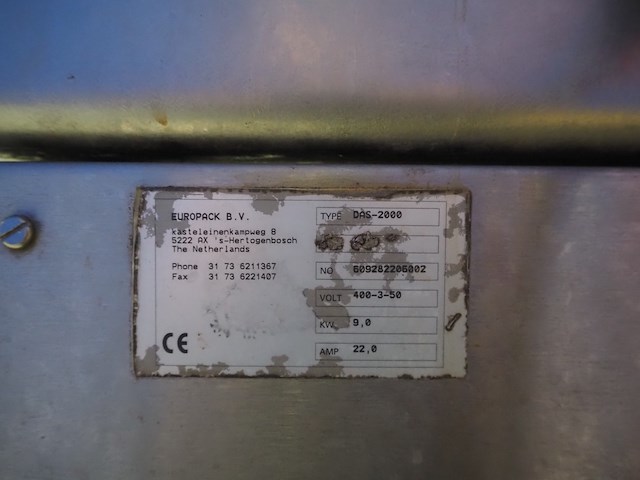 EUROPACK B.V.
Kasteleinenkampweg 8
5222 AX 's-Hertogenbosch
The Netherlands
Phone 31 73 6211367
Fax 31 73 6221407
CE
TYPE DAS-2000
NO 609282206002
VOLT 400-3-50
KW 9,0
AMP 22,0